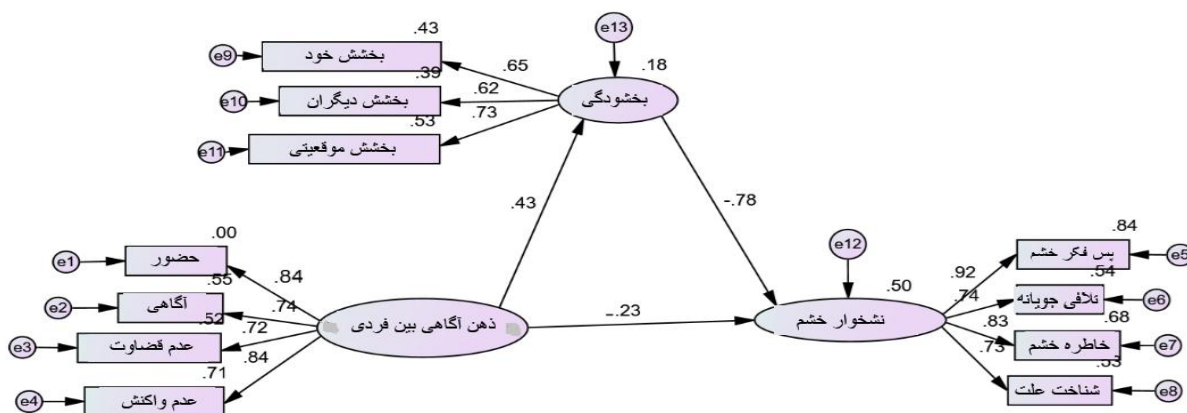 e13
.43
.18
e9
بخشش خود
.65
.39
e10
بخشش دیگران
.62
بخشودگی
.73
.53
e11
بخشش موقعیتی
.43
-.78
.00
e1
حضور
.84
.55
e2
آگاهی
.74
.52
ذهن آگاهی بین فردی
e3
عدم قضاوت
.72
.84
.71
e4
عدم واکنش
-.23
e12
.50
نشخوار خشم
.84
.92
پس فکر خشم
e5
.54
.74
تلافی جویانه
e6
.68
.83
خاطره خشم
e7
.53
.73
شناخت علت
e8